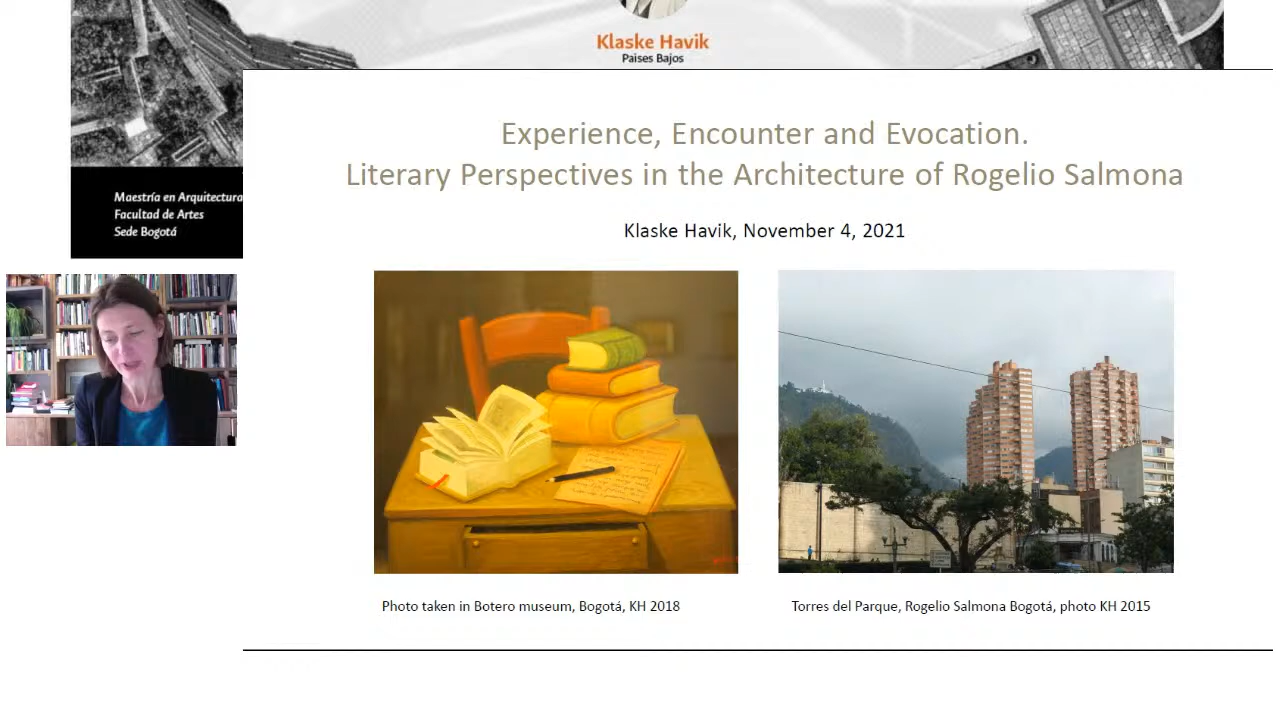 Klaske Havik
Paises Bajos
Experience, Encounter and Evocation.
Literary Perspectives in the Architecture of Rogelio Salmona
Klaske Havik, November 4, 2021
Maestría en Arquitectura
Facultad de Artes
Sede Bogotá
Photo taken in Botero museum, Bogotá, KH 2018
Torres del Parque, Rogelio Salmona Bogotá, photo KH 2015